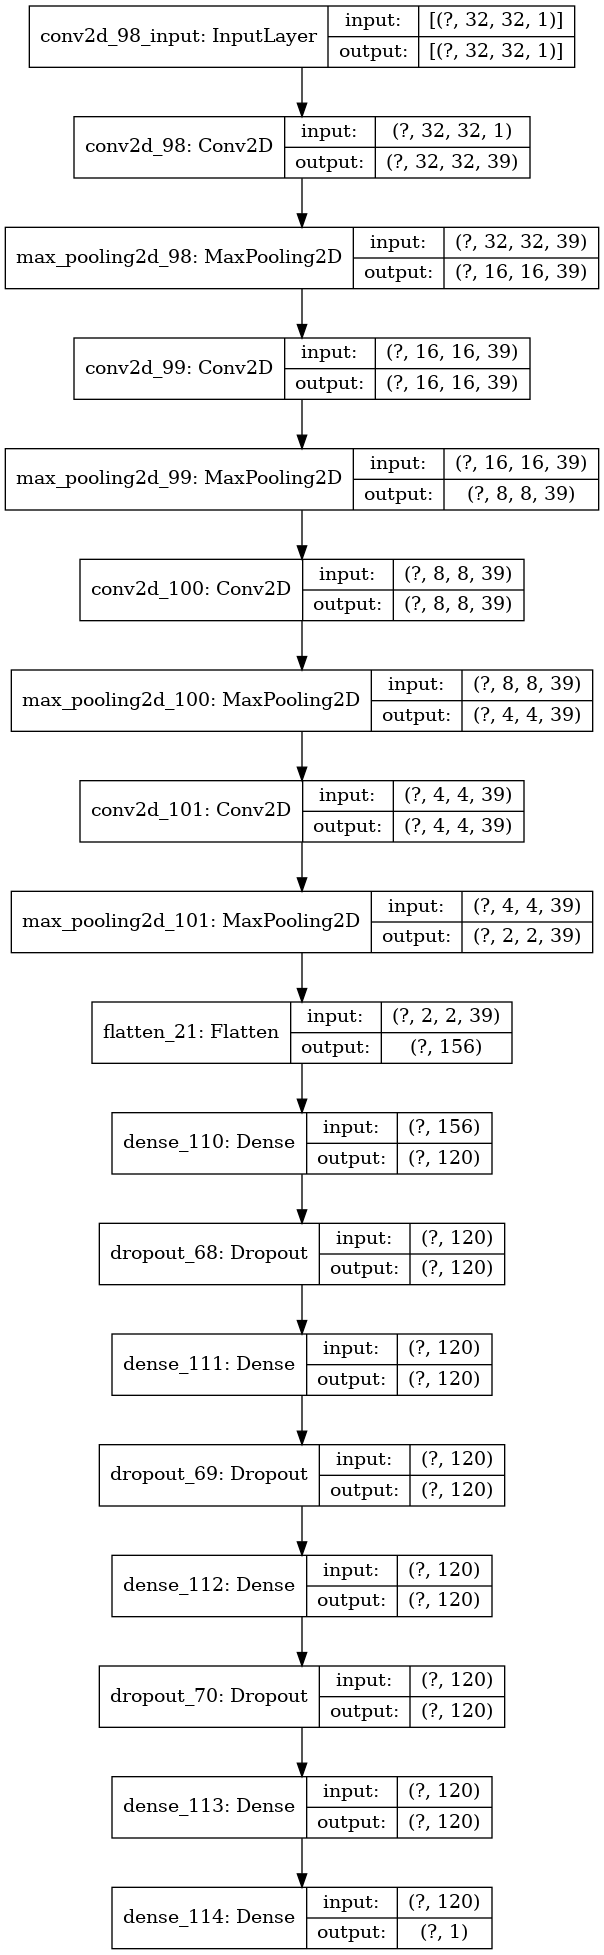 conv2d_98_input: InputLayer
input: [(?, 32, 32, 1)]
output: [(?, 32, 32, 1)]
conv2d_98: Conv2D
input: (?, 32, 32, 1)
output: (?, 32, 32, 39)
max_pooling2d_98: MaxPooling2D
input: (?, 32, 32, 39)
output: (?, 16, 16, 39)
conv2d_99: Conv2D
input: (?, 16, 16, 39)
output: (?, 16, 16, 39)
max_pooling2d_99: MaxPooling2D
input: (?, 16, 16, 39)
output: (?, 8, 8, 39)
conv2d_100: Conv2D
input: (?, 8, 8, 39)
output: (?, 8, 8, 39)
max_pooling2d_100: MaxPooling2D
input: (?, 8, 8, 39)
output: (?, 4, 4, 39)
conv2d_101: Conv2D
input: (?, 4, 4, 39)
output: (?, 4, 4, 39)
max_pooling2d_101: MaxPooling2D
input: (?, 4, 4, 39)
output: (?, 2, 2, 39)
flatten_21: Flatten
input: (?, 2, 2, 39)
output: (?, 156)
dense_110: Dense
input: (?, 156)
output: (?, 120)
dropout_68: Dropout
input: (?, 120)
output: (?, 120)
dense_111: Dense
input: (?, 120)
output: (?, 120)
dropout_69: Dropout
input: (?, 120)
output: (?, 120)
dense_112: Dense
input: (?, 120)
output: (?, 120)
dropout_70: Dropout
input: (?, 120)
output: (?, 120)
dense_113: Dense
input: (?, 120)
output: (?, 120)
dense_114: Dense
input: (?, 120)
output: (?, 1)